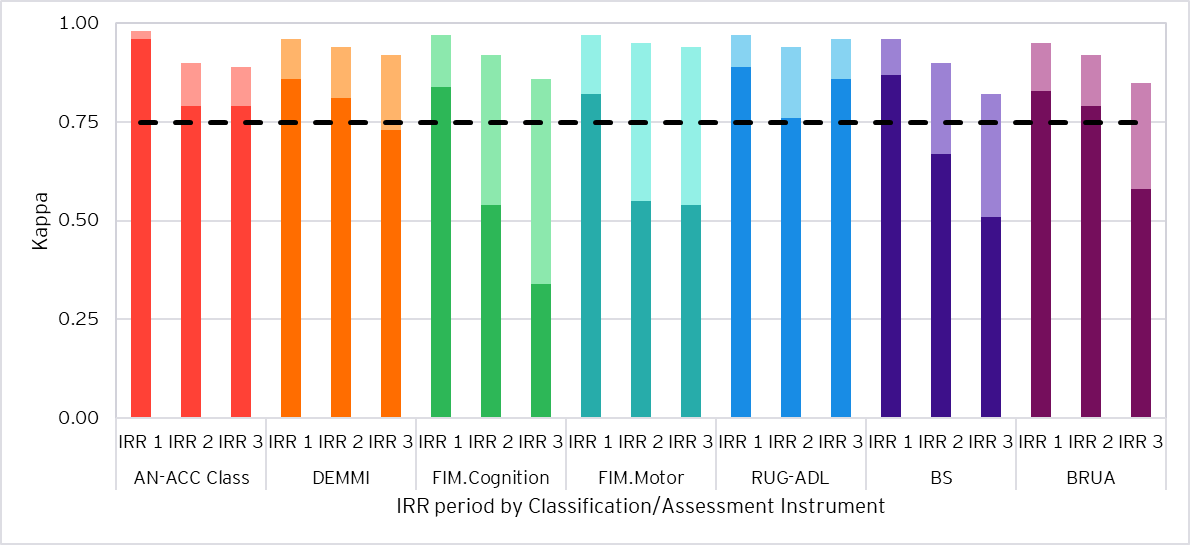 1.00
0.75
0.50
0.25
0.00
Kappa
IRR 1 IRR 2 IRR 3 IRR 1 IRR 2 IRR 3 IRR 1 IRR 2 IRR 3 IRR 1 IRR 2 IRR 3 IRR 1 IRR 2 IRR 3 IRR 1 IRR 2 IRR 3 IRR 1 IRR 2 IRR 3
AN-ACC Class DEMMI FIM.Cognition FIM.Motor RUG-ADL BS BRUA
IRR period by Classification/Assessment Instrument